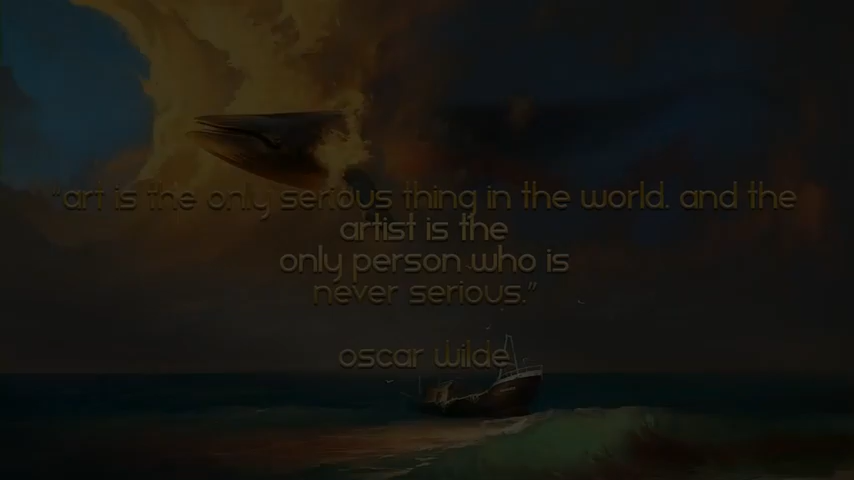 "art is the only serious thing in the world. and the
artist is the
only person who is
never serious."
oscar wilde